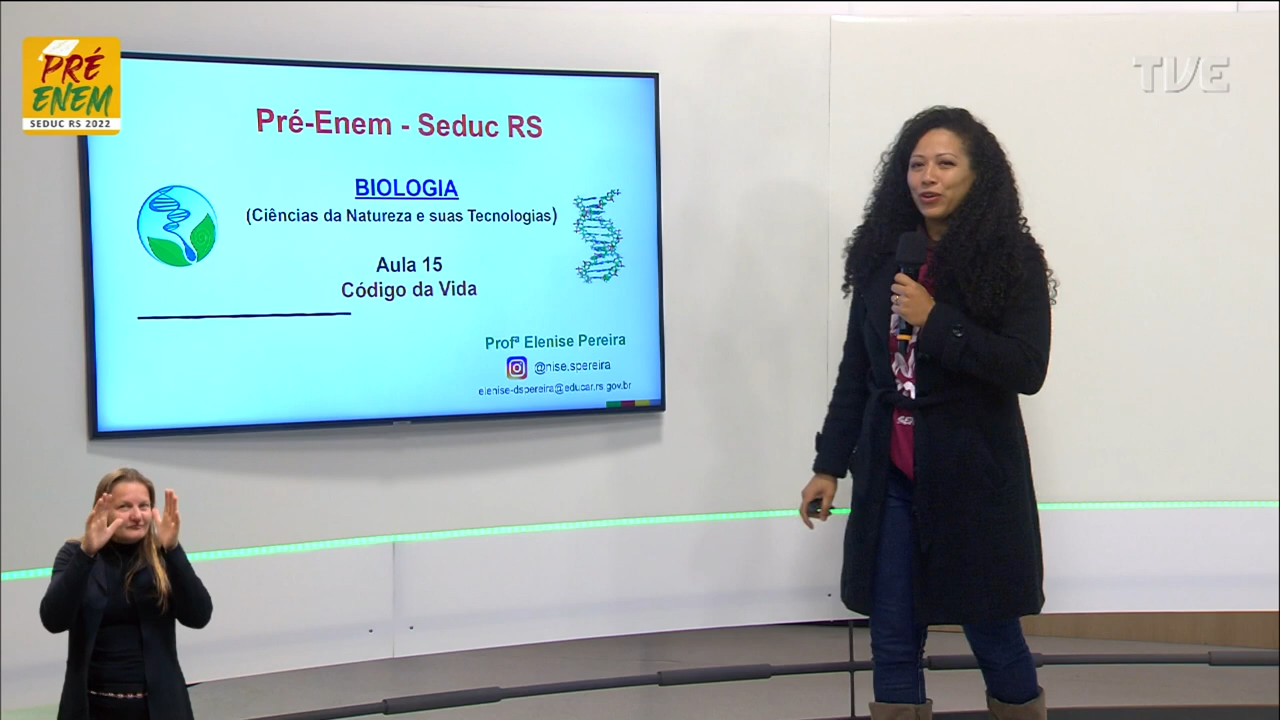 PRÉ
ENEM
SEDUC RS 2022
TVE
Pré-Enem - Seduc RS
BIOLOGIA
(Ciências da Natureza e suas Tecnologias)
Aula 15
Código da Vida
Profª Elenise Pereira
@nise.spereira
elenise-dspereira@educar.rs.gov.br